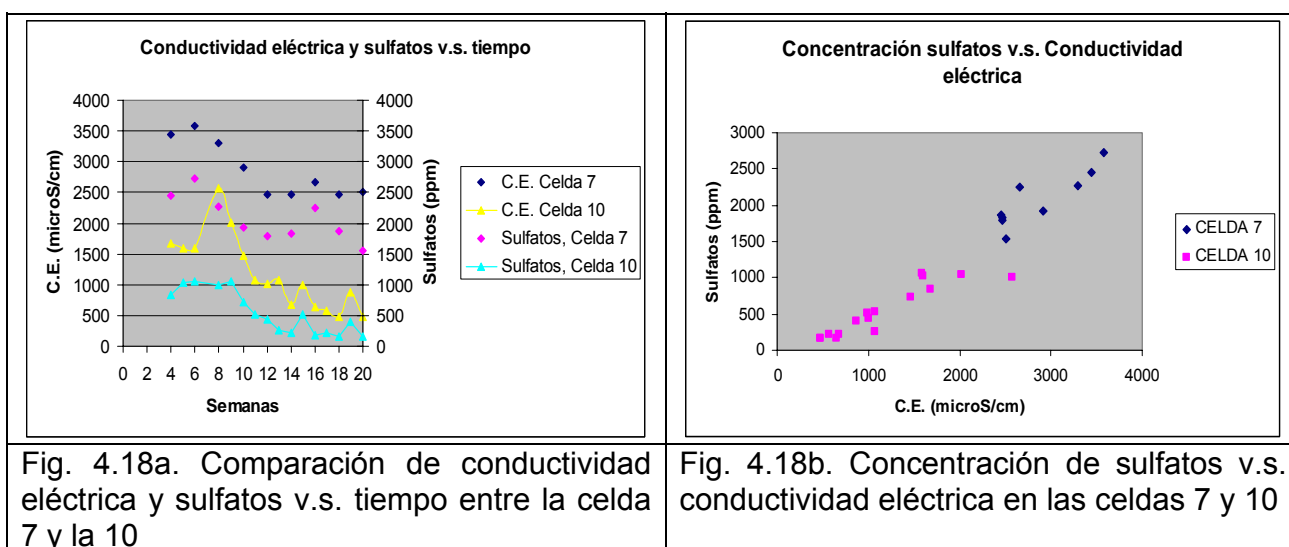 Conductividad eléctrica y sulfatos v.s. tiempo
C.E. (microS/cm)
4000
3500
3000
2500
2000
1500
1000
500
0
4000
3500
3000
2500
2000
1500
1000
500
0
Sulfatos (ppm)
0 2 4 6 8 10 12 14 16 18 20
Semanas
C.E. Celda 7
C.E. Celda 10
Sulfatos, Celda 7
Sulfatos, Celda 10
Fig. 4.18a. Comparación de conductividad
eléctrica y sulfatos v.s. tiempo entre la celda
7 y la 10
Concentración sulfatos v.s. Conductividad
eléctrica
Sulfatos (ppm)
3000
2500
2000
1500
1000
500
0
0 1000 2000 3000 4000
C.E. (microS/cm)
CELDA 7
CELDA 10
Fig. 4.18b. Concentración de sulfatos v.s.
conductividad eléctrica en las celdas 7 y 10